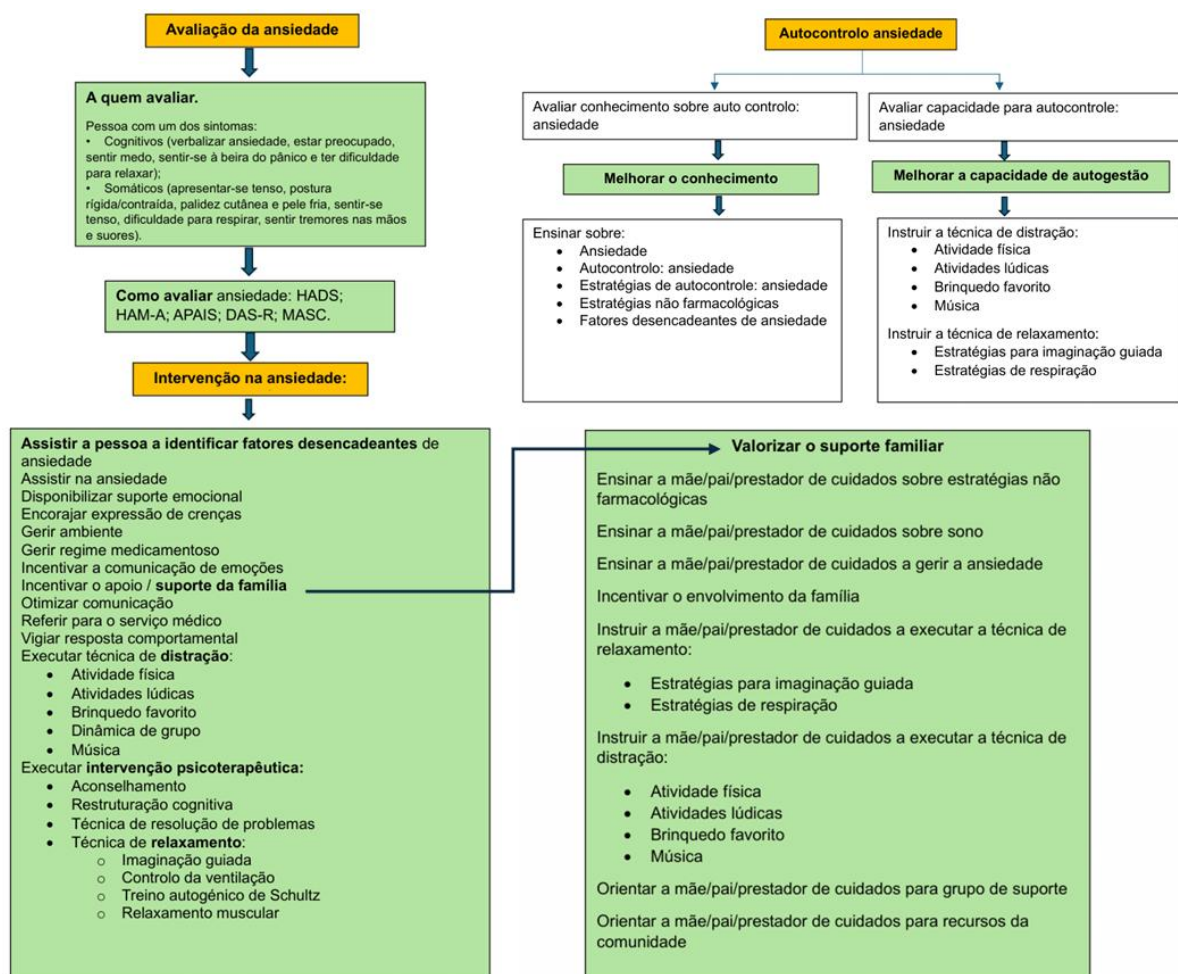 Avaliação da ansiedade
A quem avaliar.
Pessoa com um dos sintomas:
• Cognitivos (verbalizar ansiedade, estar preocupado,
sentir medo, sentir-se à beira do pânico e ter dificuldade
para relaxar);
• Somáticos (apresentar-se tenso, postura
rígida/contraída, palidez cutânea e pele fria, sentir-se
tenso, dificuldade para respirar, sentir tremores nas mãos
e suores).
Como avaliar ansiedade: HADS;
HAM-A; APAIS; DAS-R; MASC.
Intervenção na ansiedade:
Assistir a pessoa a identificar fatores desencadeantes de
ansiedade
Assistir na ansiedade
Disponibilizar suporte emocional
Encorajar expressão de crenças
Gerir ambiente
Gerir regime medicamentoso
Incentivar a comunicação de emoções
Incentivar o apoio / suporte da família
Otimizar comunicação
Referir para o serviço médico
Vigiar resposta comportamental
Executar técnica de distração:
• Atividade física
• Atividades lúdicas
• Brinquedo favorito
• Dinâmica de grupo
• Música
Executar intervenção psicoterapêutica:
• Aconselhamento
• Restruturação cognitiva
• Técnica de resolução de problemas
• Técnica de relaxamento:
o Imaginação guiada
o Controlo da ventilação
o Treino autogénico de Schultz
o Relaxamento muscular
Autocontrolo ansiedade
Avaliar conhecimento sobre auto controlo:
ansiedade
Melhorar o conhecimento
Ensinar sobre:
• Ansiedade
• Autocontrolo: ansiedade
• Estratégias de autocontrole: ansiedade
• Estratégias não farmacológicas
• Fatores desencadeantes de ansiedade
Avaliar capacidade para autocontrole:
ansiedade
Melhorar a capacidade de autogestão
Instruir a técnica de distração:
• Atividade física
• Atividades lúdicas
• Brinquedo favorito
• Música
Instruir a técnica de relaxamento:
• Estratégias para imaginação guiada
• Estratégias de respiração
Valorizar o suporte familiar
Ensinar a mãe/pai/prestador de cuidados sobre estratégias não
farmacológicas
Ensinar a mãe/pai/prestador de cuidados sobre sono
Ensinar a mãe/pai/prestador de cuidados a gerir a ansiedade
Incentivar o envolvimento da família
Instruir a mãe/pai/prestador de cuidados a executar a técnica de
relaxamento:
• Estratégias para imaginação guiada
• Estratégias de respiração
Instruir a mãe/pai/prestador de cuidados a executar a técnica de
distração:
• Atividade física
• Atividades lúdicas
• Brinquedo favorito
• Música
Orientar a mãe/pai/prestador de cuidados para grupo de suporte
Orientar a mãe/pai/prestador de cuidados para recursos da
comunidade